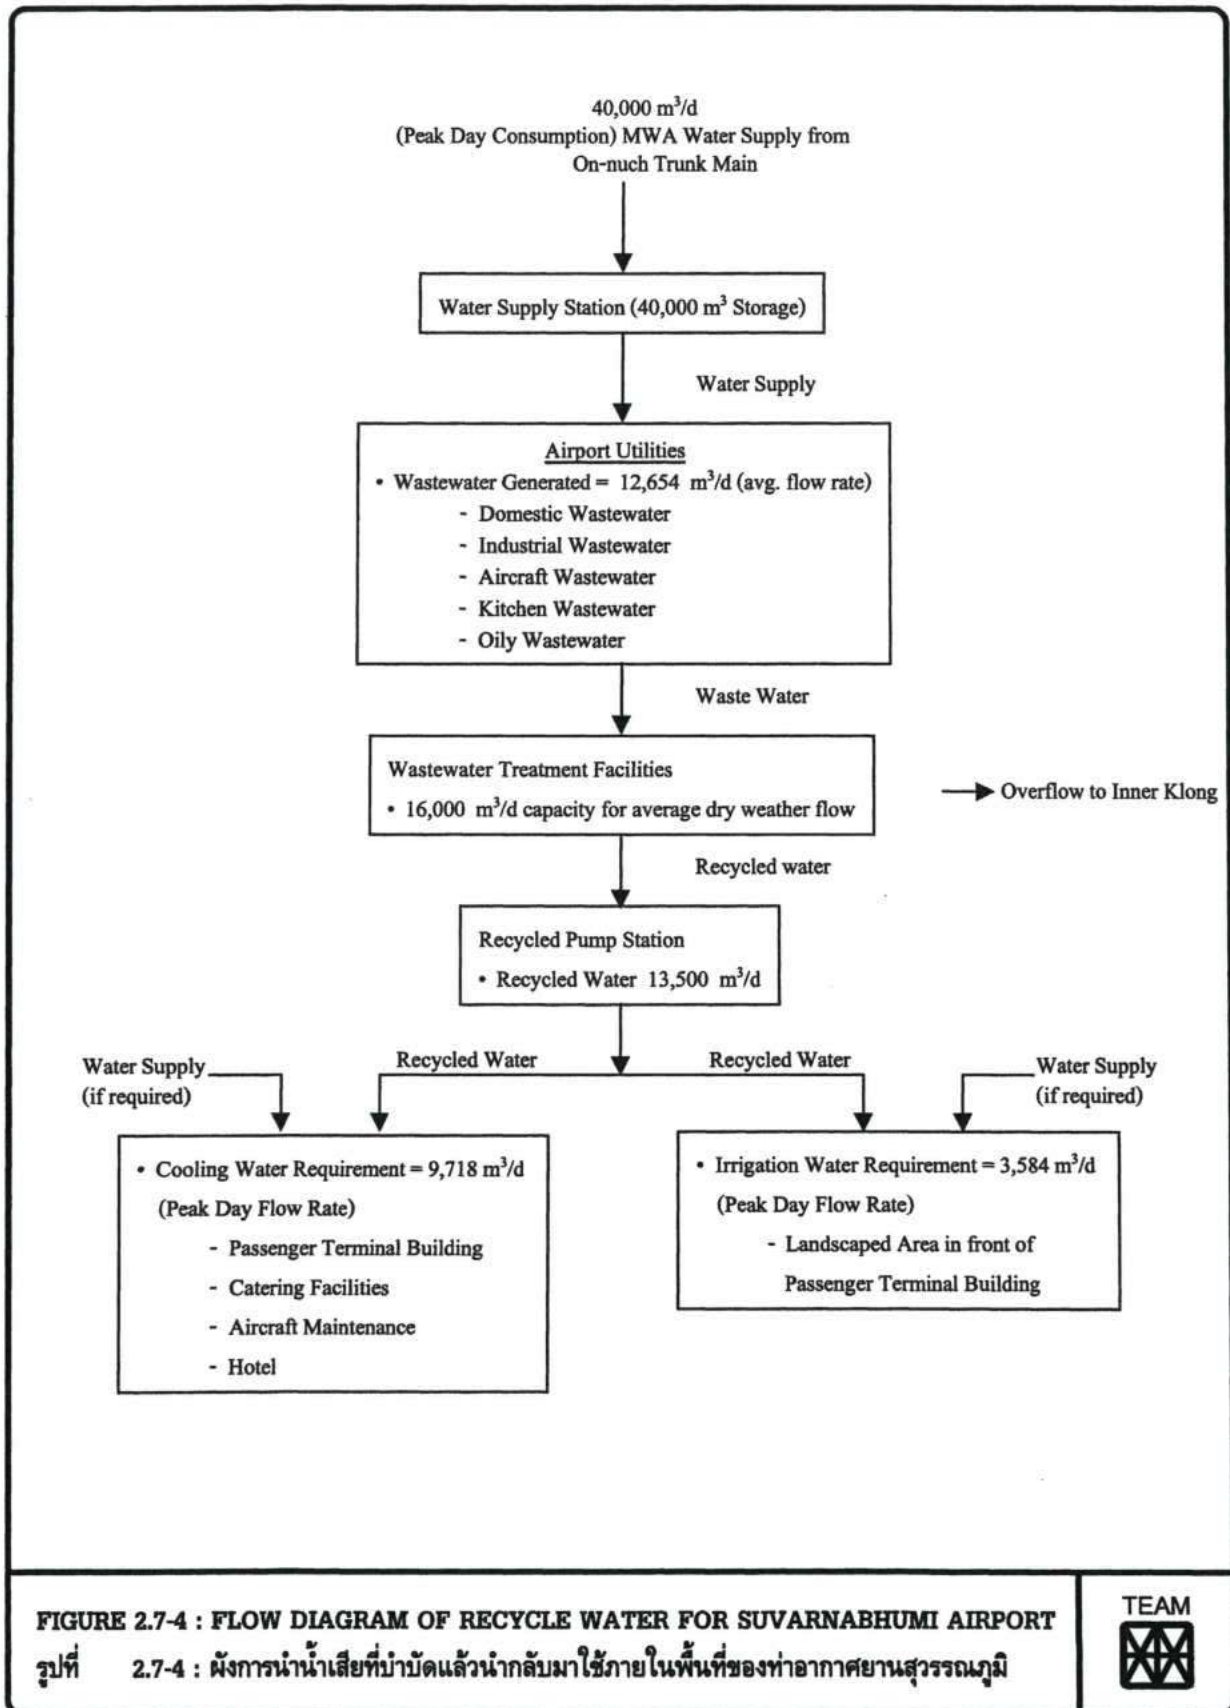 40,000 m³/d
(Peak Day Consumption) MWA Water Supply from
On-nuch Trunk Main
Water Supply Station (40,000 m³ Storage)
Water Supply
Airport Utilities
• Wastewater Generated = 12,654 m³/d (avg. flow rate)
- Domestic Wastewater
- Industrial Wastewater
- Aircraft Wastewater
- Kitchen Wastewater
- Oily Wastewater
Waste Water
Wastewater Treatment Facilities
• 16,000 m³/d capacity for average dry weather flow
Overflow to Inner Klong
Recycled water
Recycled Pump Station
• Recycled Water 13,500 m³/d
Water Supply
(if required)
Recycled Water
Recycled Water
Water Supply
(if required)
• Cooling Water Requirement = 9,718 m³/d
(Peak Day Flow Rate)
- Passenger Terminal Building
- Catering Facilities
- Aircraft Maintenance
- Hotel
• Irrigation Water Requirement = 3,584 m³/d
(Peak Day Flow Rate)
- Landscaped Area in front of
Passenger Terminal Building
FIGURE 2.7-4 : FLOW DIAGRAM OF RECYCLE WATER FOR SUVARNABHUMI AIRPORT
รูปที่ 2.7-4 : ผังการนำน้ำเสียที่บำบัดแล้วนำกลับมาใช้ภายในพื้นที่ของท่าอากาศยานสุวรรณภูมิ
TEAM